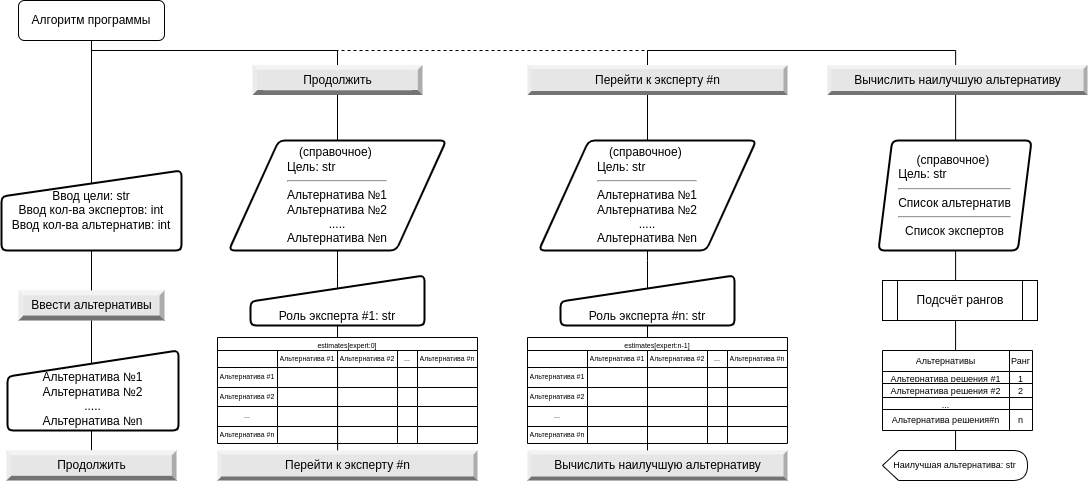 Алгоритм программы
Ввод цели: str
Ввод кол-ва экспертов: int
Ввод кол-ва альтернатив: int
Ввести альтернативы
Альтернатива №1
Альтернатива №2
.....
Альтернатива №n
Продолжить
Продолжить
(справочное)
Цель: str
Альтернатива №1
Альтернатива №2
.....
Альтернатива №n
Роль эксперта #1: str
estimates[expert:0]
Альтернатива #1 Альтернатива #2 ... Альтернатива #n
Альтернатива #1
Альтернатива #2
...
Альтернатива #n
Перейти к эксперту #n
Перейти к эксперту #n
(справочное)
Цель: str
Альтернатива №1
Альтернатива №2
.....
Альтернатива №n
Роль эксперта #n: str
estimates[expert:n-1]
Альтернатива #1 Альтернатива #2 ... Альтернатива #n
Альтернатива #1
Альтернатива #2
...
Альтернатива #n
Вычислить наилучшую альтернативу
Вычислить наилучшую альтернативу
(справочное)
Цель: str
Список альтернатив
Список экспертов
Подсчёт рангов
Альтернативы Ранг
Альтернатива решения #1 1
Альтернатива решения #2 2
...
Альтернатива решения#n n
Наилучшая альтернатива: str